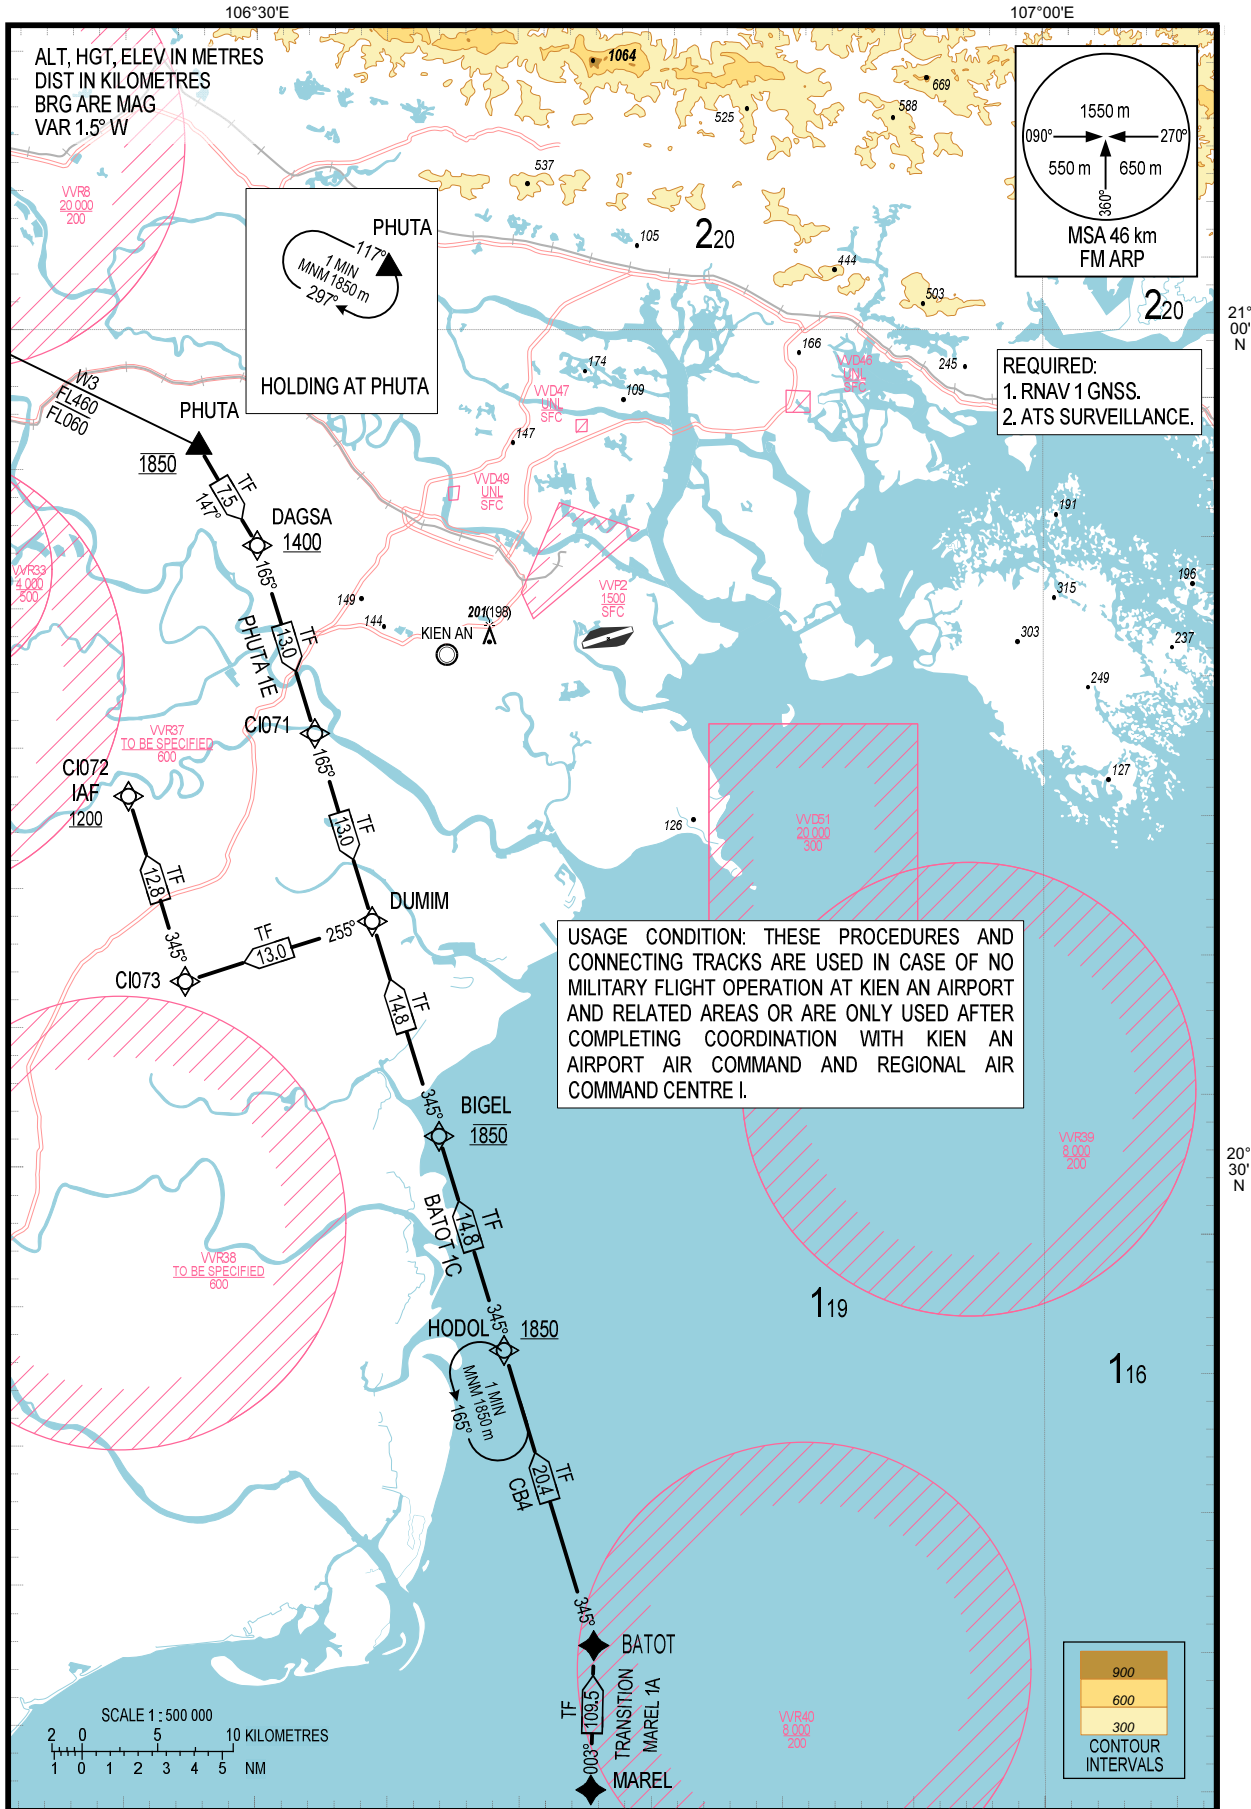 106°30'E
107°00'E
ALT, HGT, ELEV IN METRES
DIST IN KILOMETRES
BRG ARE MAG
VAR 1.5° W
1064
669
525
588
537
1550 m
090°
270°
550 m
650 m
360°
MSA 46 km
FM ARP
VVR8
20 000
200
PHUTA
117°
1 MIN
MNM 1850 m
297°
HOLDING AT PHUTA
105
220
444
503
220
21°
00'
N
166
174
109
245
147
VVD46
UNL
SFC
VVD47
UNL
SFC
REQUIRED:
1. RNAV 1 GNSS.
2. ATS SURVEILLANCE.
W3
FL460
FL060
PHUTA
1850
TF
7.5
147°
VVD49
UNL
SFC
DAGSA
1400
165°
191
VVR33
4 000
500
VVP2
1500
SFC
196
315
149
144
201(198)
KIEN AN
303
237
249
TF
13.0
PHUTA 1E
CI071
165°
VVR37
TO BE SPECIFIED
600
CI072
IAF
1200
127
126
VVD51
20 000
300
TF
13.0
TF
12.8
345°
DUMIM
255°
TF
13.0
CI073
USAGE CONDITION: THESE PROCEDURES AND
CONNECTING TRACKS ARE USED IN CASE OF NO
MILITARY FLIGHT OPERATION AT KIEN AN AIRPORT
AND RELATED AREAS OR ARE ONLY USED AFTER
COMPLETING COORDINATION WITH KIEN AN
AIRPORT AIR COMMAND AND REGIONAL AIR
COMMAND CENTRE I.
TF
14.8
345°
BIGEL
1850
VVR39
8 000
200
20°
30'
N
TF
14.8
BATOT 1C
VVR38
TO BE SPECIFIED
600
345°
HODOL
1850
119
116
1 MIN
MNM 1850 m
165°
TF
20.4
CB4
345°
BATOT
TF
109.5
TRANSITION
MAREL 1A
003°
MAREL
VVR40
8 000
200
SCALE 1 : 500 000
2 0 5 10 KILOMETRES
1 0 1 2 3 4 5 NM
900
600
300
CONTOUR
INTERVALS